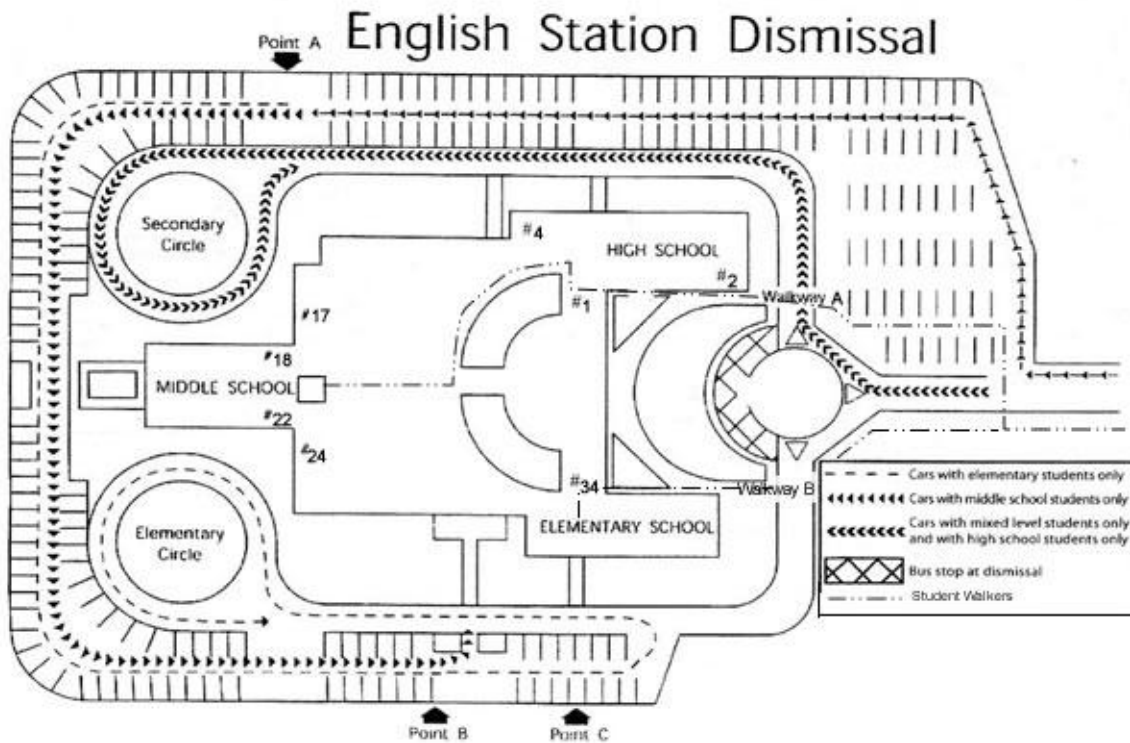 English Station Dismissal
Point A
Secondary
Circle
#4
HIGH SCHOOL
#2
#1
Walkway A
#17
#18
MIDDLE SCHOOL
#22
#24
#34
Walkway B
ELEMENTARY SCHOOL
Elementary
Circle
Cars with elementary students only
Cars with middle school students only
Cars with mixed level students only
and with high school students only
Bus stop at dismissal
Student Walkers
Point B
Point C